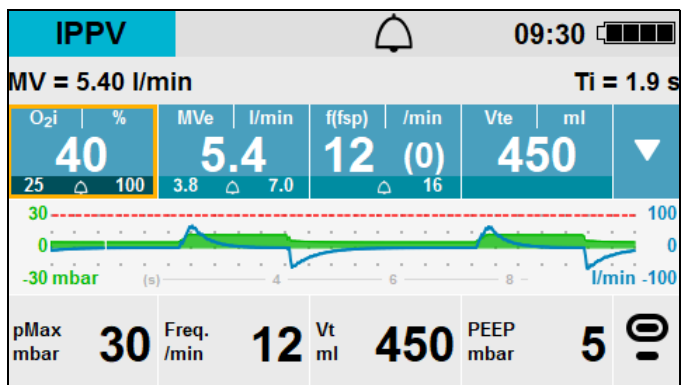 IPPV 09:30
MV = 5.40 l/min Ti = 1.9 s
O₂i % MVe l/min f(fsp) /min Vte ml
40 5.4 12 (0) 450
25 100 3.8 7.0 16
30 100
0 0
-30 mbar (s) 4 6 8 l/min -100
pMax mbar 30 Freq. /min 12 Vt ml 450 PEEP mbar 5